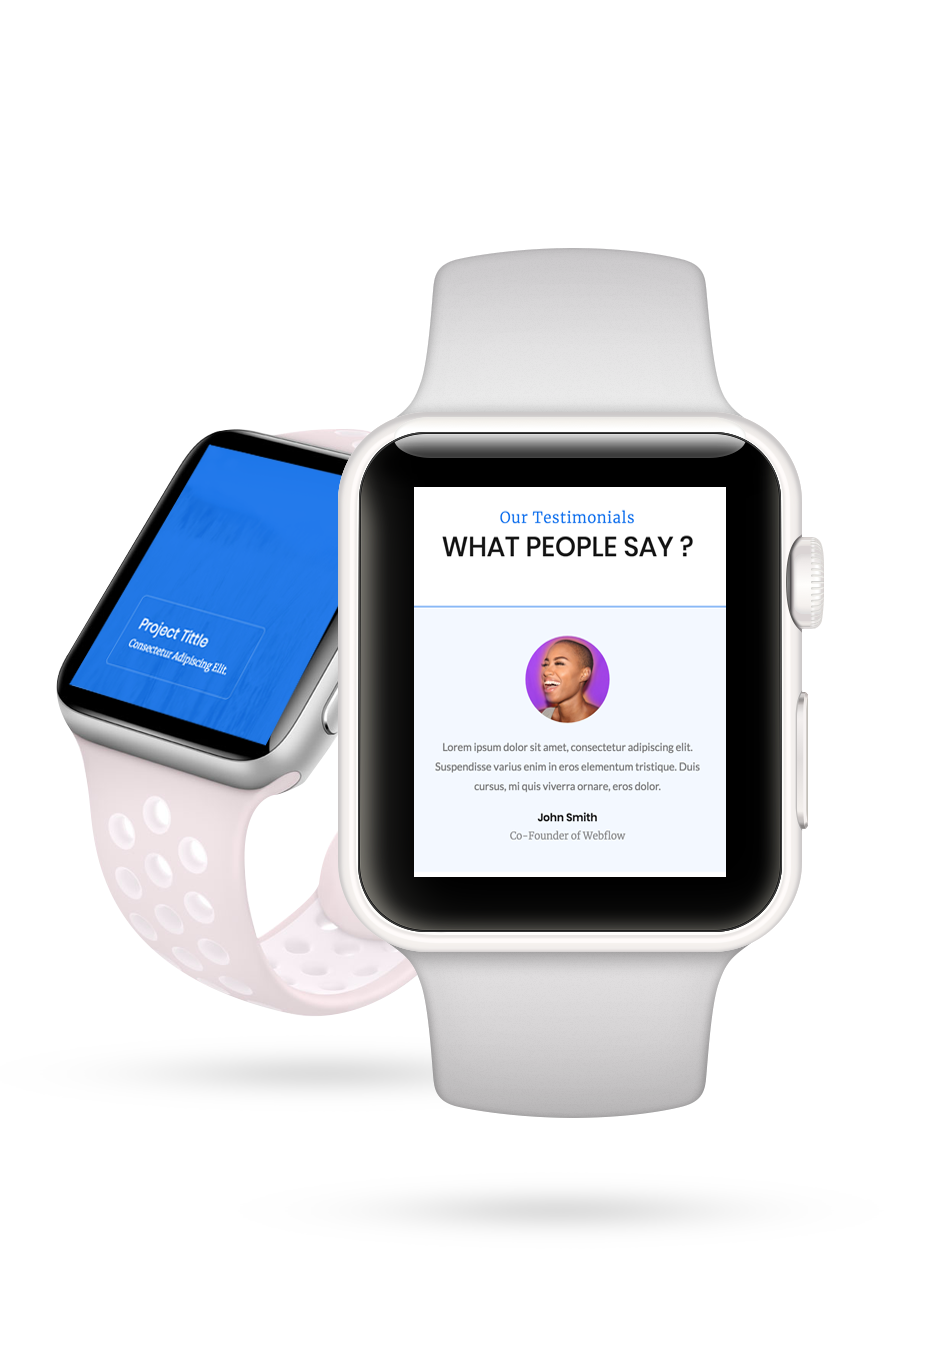 Our Testimonials
WHAT PEOPLE SAY ?
Lorem ipsum dolor sit amet, consectetur adipiscing elit.
Suspendisse varius enim in eros elementum tristique. Duis
cursus, mi quis viverra ornare, eros dolor.
John Smith
Co-Founder of Webflow
Project Tittle
Consectetur Adipiscing Elit.